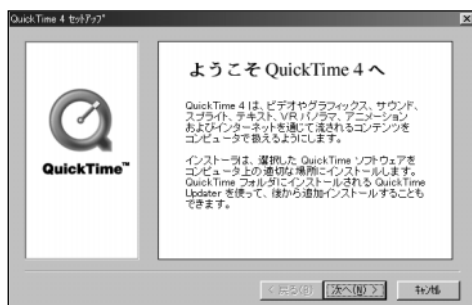 QuickTime 4 セットアップ
ようこそ QuickTime 4 へ
QuickTime 4 は、ビデオやグラフィックス、サウンド、
スプライト、テキスト、VR パノラマ、アニメーション
およびインターネットを通じて流されるコンテンツを
コンピュータで扱えるようにします。
インストーラは、選択した QuickTime ソフトウェアを
コンピュータ上の適切な場所にインストールします。
QuickTime フォルダにインストールされる QuickTime
Updater を使って、後から追加インストールすることも
できます。
QuickTime™
< 戻る(B)
次へ(N) >
キャンセル